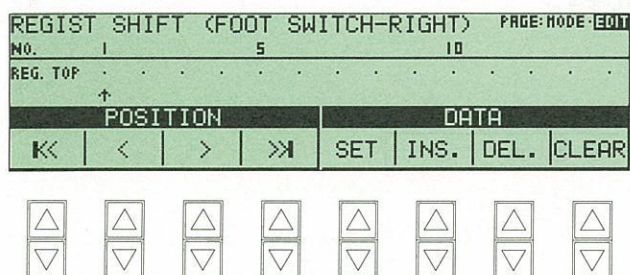 REGIST SHIFT (FOOT SWITCH-RIGHT) PAGE: MODE · EDIT
NO. 1 5 10
REG. TOP
POSITION DATA
K<< < > >>I SET INS. DEL. CLEAR